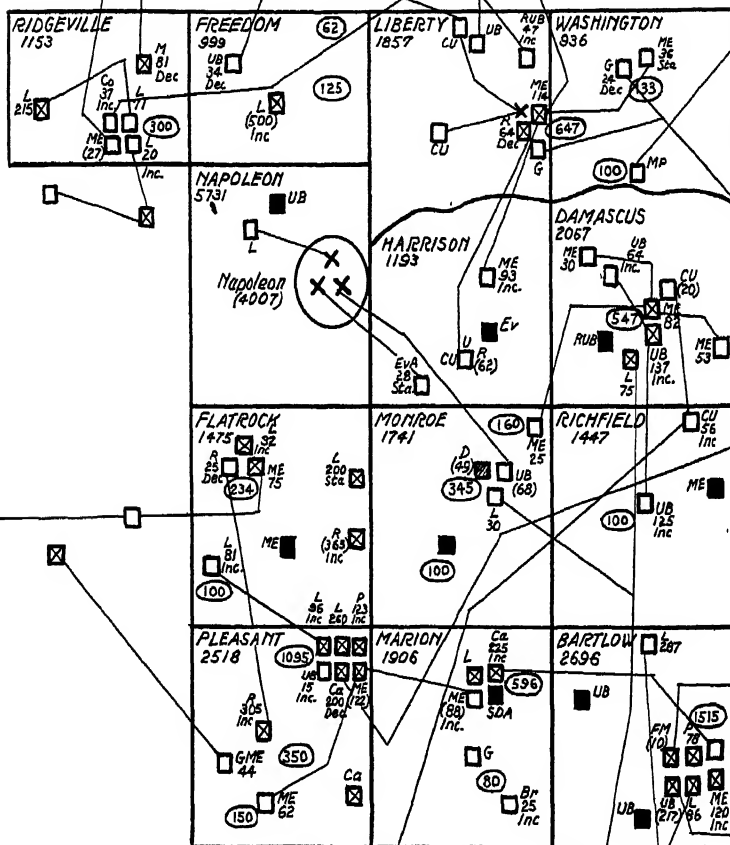 RIDGEVILLE
1153
M
81
Dec
L
215
Co
37
Inc.
L
71
300
ME
(27)
L
20
Inc.
FREEDOM
999
62
UB
34
Dec
125
L
(500)
Inc
LIBERTY
1857
CU
UB
RUB
47
Inc
ME
114
R
64
Dec
647
CU
G
WASHINGTON
936
ME
36
Sta
G
24
Dec
133
100
MP
NAPOLEON
5731
UB
L
Napoleon
(4007)
EvA
28
Sta.
HARRISON
1193
ME
93
Inc.
Ev
U
CU
R
(62)
DAMASCUS
2067
ME
30
UB
64
Inc.
CU
(20)
547
ME
82
RUB
UB
137
Inc.
L
75
ME
53
FLATROCK
1475
L
92
Inc
R
25
Dec
ME
75
234
L
200
Sta
ME
R
(365)
Inc
L
81
Inc.
100
L
96
Inc
L
260
P
123
Inc
MONROE
1741
160
ME
25
D
(49)
UB
(68)
345
L
30
100
RICHFIELD
1447
CU
56
Inc
ME
100
UB
125
Inc
PLEASANT
2518
1095
UB
15
Inc.
Ca
200
Dec
ME
(122)
R
305
Inc
GME
44
350
Ca
150
ME
62
MARION
1906
L
Ca
225
Inc
596
ME
(88)
Inc.
SDA
G
80
Br
25
Inc
BARTLOW
2696
L
287
UB
1515
FM
(10)
P
78
UB
(217)
L
86
ME
120
Inc
UB